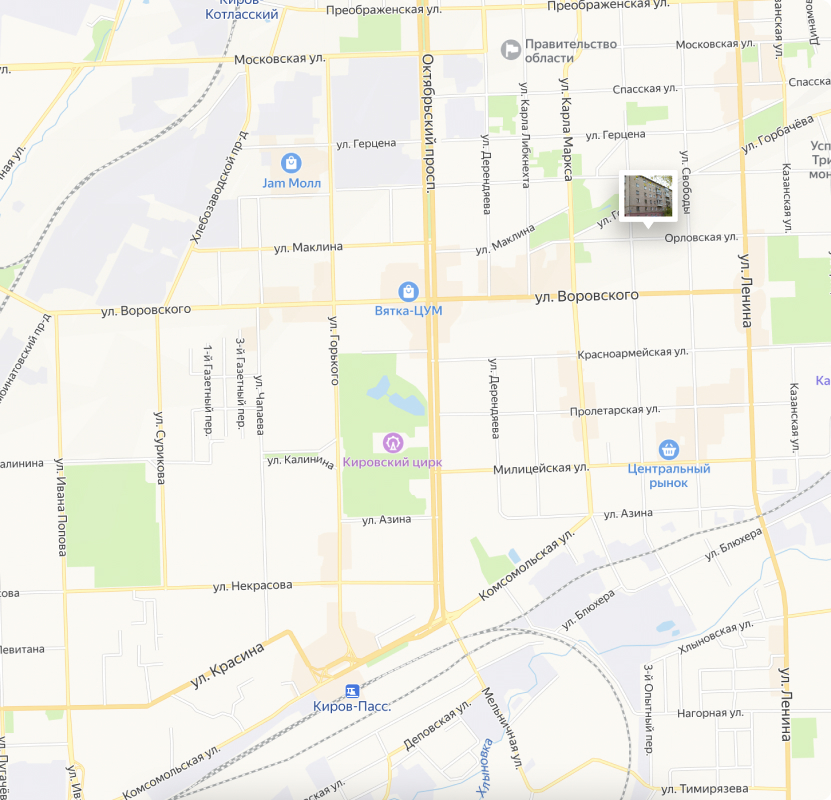 Киров-
Котласский
Преображенская ул.
Преображенская ул.
Московская ул.
Правительство
области
Московская ул.
Казанская ул.
Октябрьский просп.
ул. Карла Либкнехта
ул. Карла Маркса
Спасская ул.
Спасская ул.
ул. Герцена
ул. Герцена
ул. Горбачёва
Хлебозаводской пр-д
Jam Молл
ул. Дерендяева
ул. Свободы
Казанская ул.
ул. Маклина
ул. Маклина
Орловская ул.
ул. Ленина
ул. Воровского
Вятка-ЦУМ
ул. Воровского
1-й Газетный пер.
3-й Газетный пер.
ул. Чапаева
ул. Горького
ул. Дерендяева
Красноармейская ул.
Пролетарская ул.
Казанская ул.
ул. Сурикова
ул. Калинина
Кировский цирк
Милицейская ул.
Центральный
рынок
ул. Ивана Попова
ул. Азина
ул. Азина
Комсомольская ул.
ул. Блюхера
ул. Блюхера
ул. Некрасова
Хлыновская ул.
ул. Красина
Киров-Пасс.
Мельничная ул.
Деповская ул.
3-й Опытный пер.
Нагорная ул.
ул. Ленина
Хлыновка
Комсомольская ул.
ул. Тимирязева